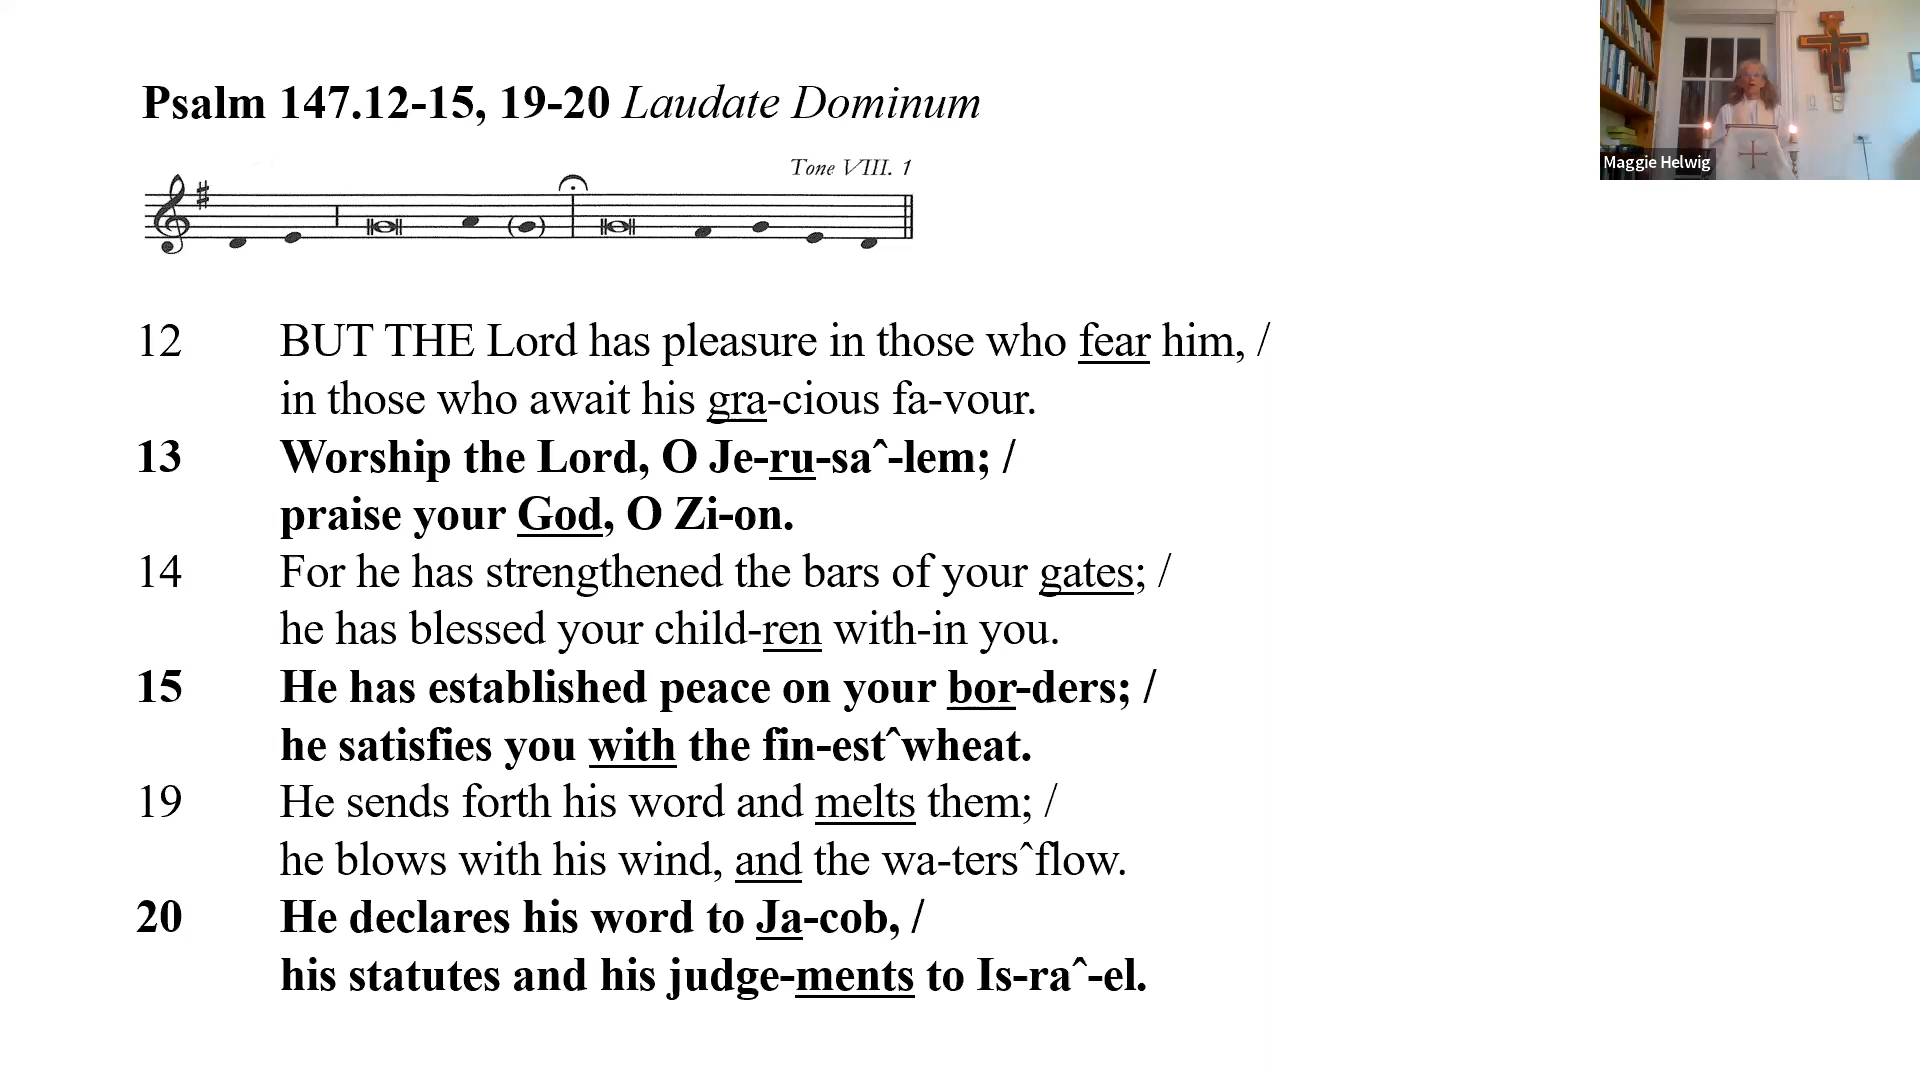 Psalm 147.12-15, 19-20 Laudate Dominum
Maggie Helwig
Tone VIII. 1
12 BUT THE Lord has pleasure in those who fear him, /
in those who await his gra-cious fa-vour.
13 Worship the Lord, O Je-ru-saˆ-lem; /
praise your God, O Zi-on.
14 For he has strengthened the bars of your gates; /
he has blessed your child-ren with-in you.
15 He has established peace on your bor-ders; /
he satisfies you with the fin-estˆwheat.
19 He sends forth his word and melts them; /
he blows with his wind, and the wa-tersˆflow.
20 He declares his word to Ja-cob, /
his statutes and his judge-ments to Is-raˆ-el.